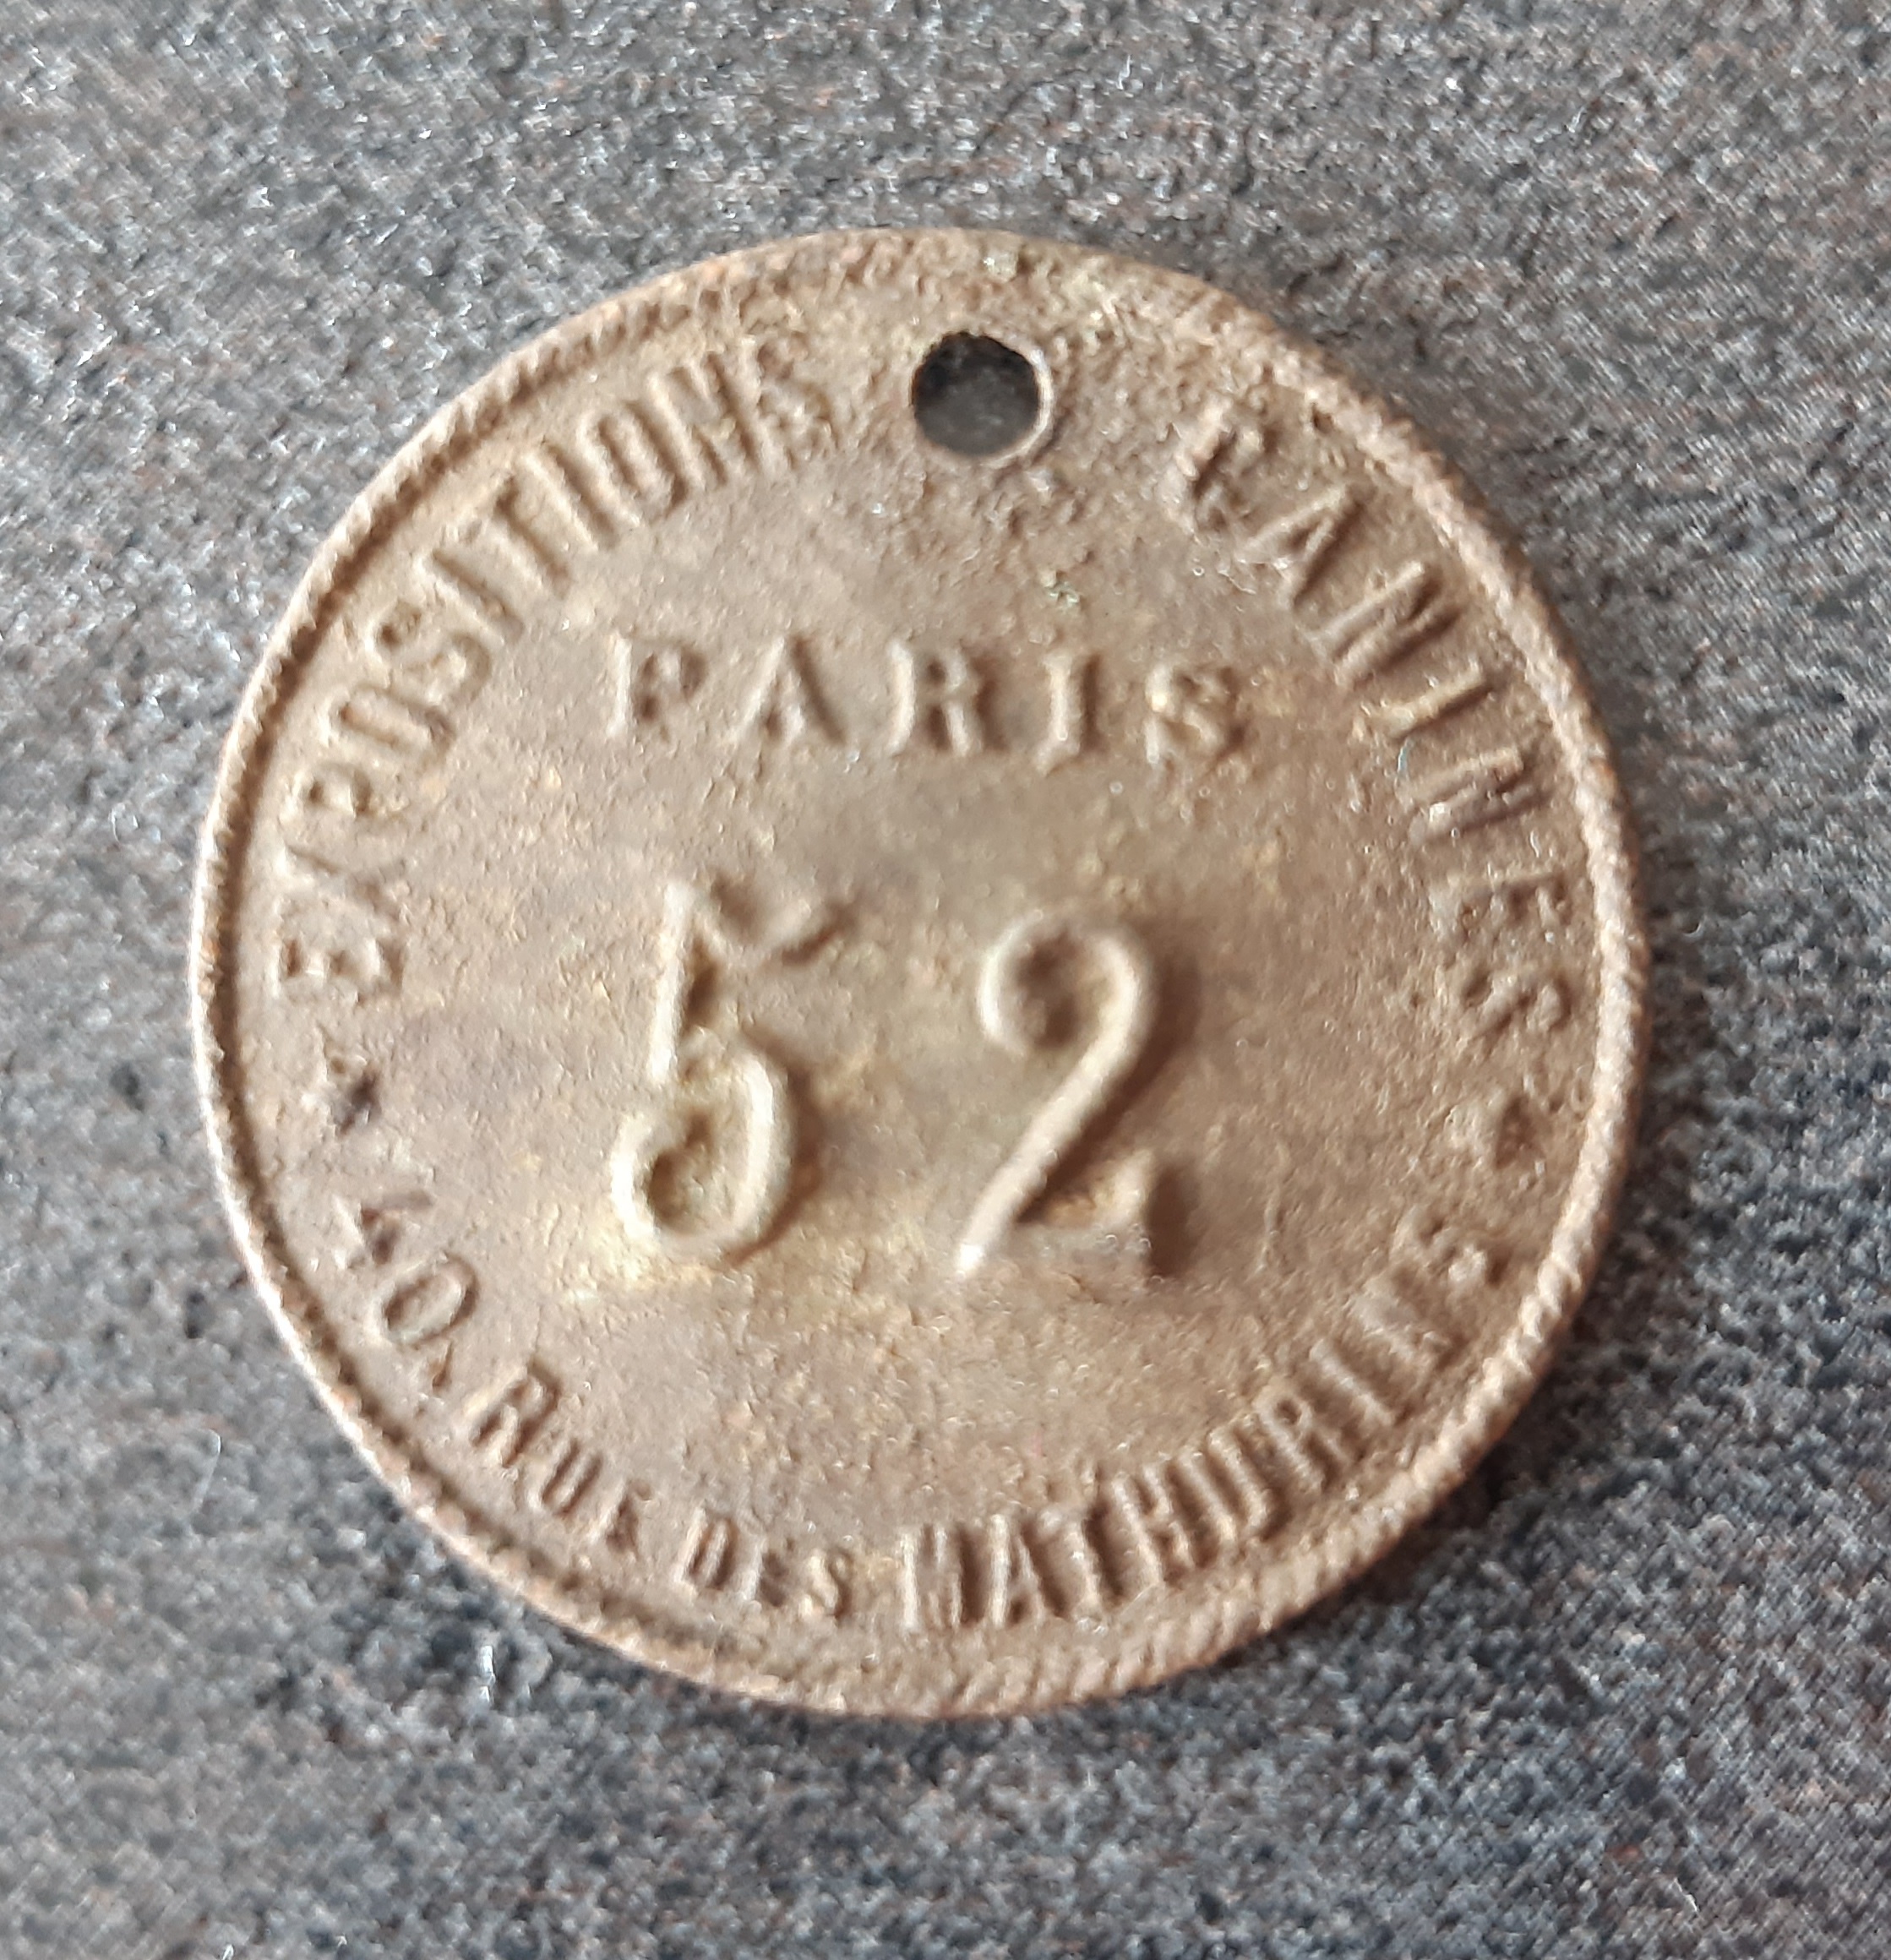 EXPOSITIONS CANINES
PARIS
52
40, RUE DES MATHURINS